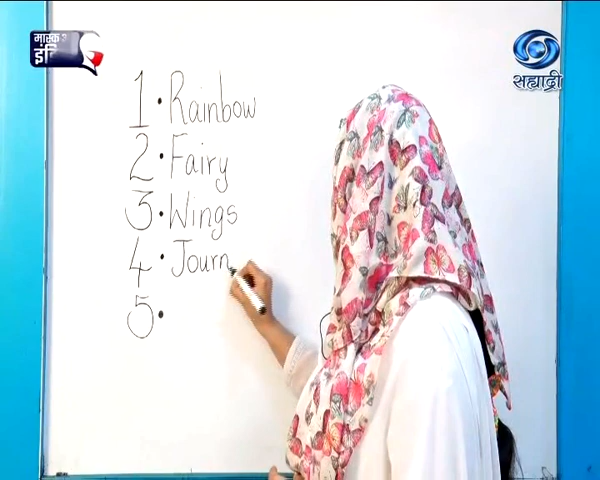 मास्क
सह्याद्री
1. Rainbow
2. Fairy
3. Wings
4. Journ
5.